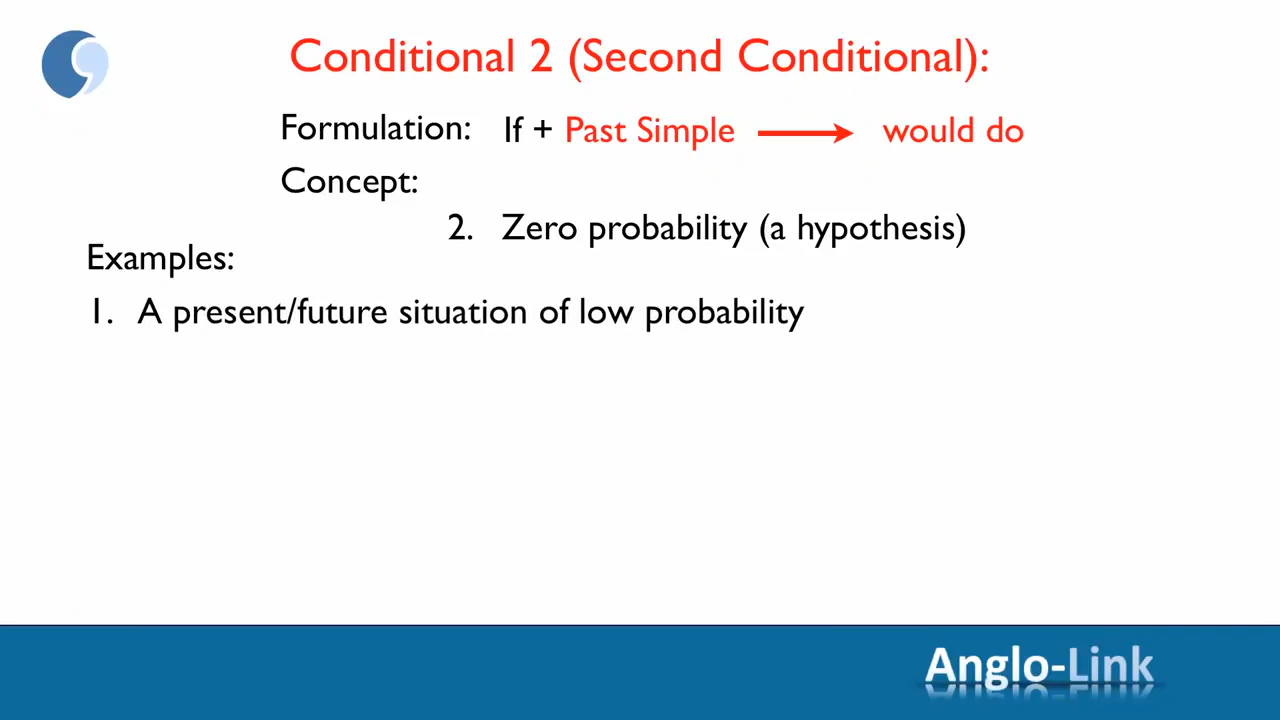 Conditional 2 (Second Conditional):
Formulation: If + Past Simple would do
Concept:
2. Zero probability (a hypothesis)
Examples:
1. A present/future situation of low probability
Anglo-Link